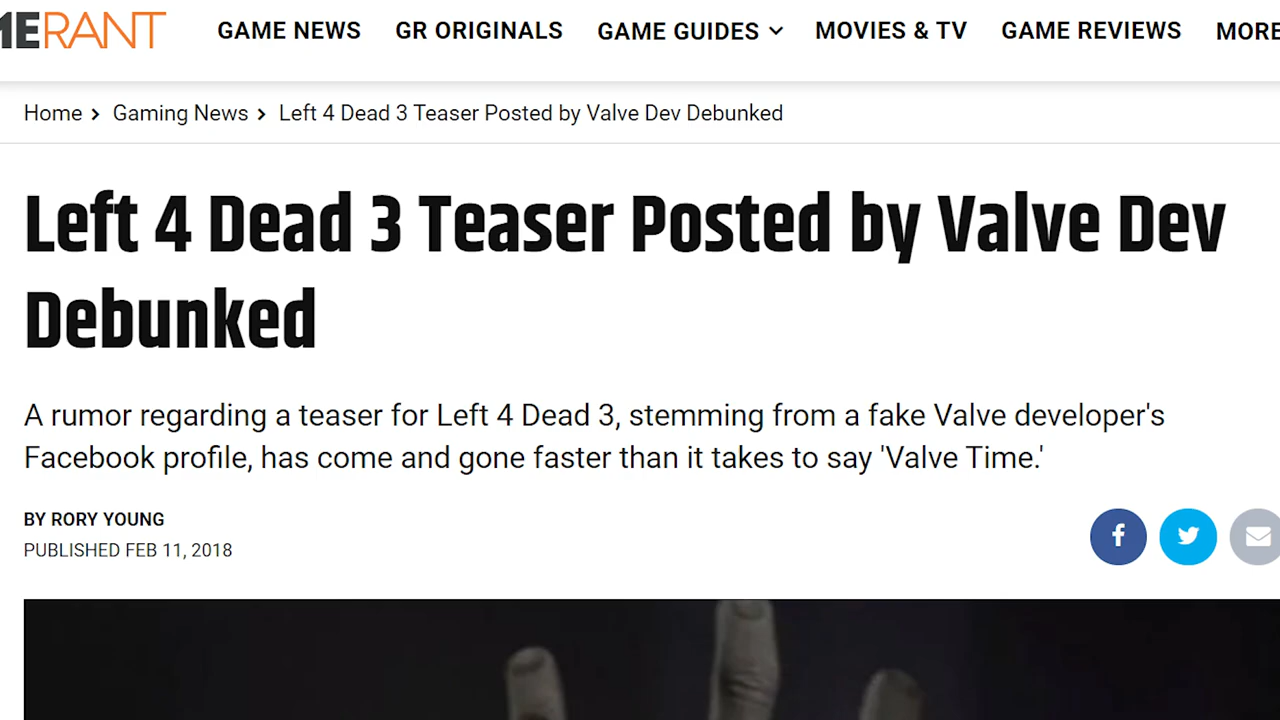 MERANT GAME NEWS GR ORIGINALS GAME GUIDES MOVIES & TV GAME REVIEWS MORE
Home > Gaming News > Left 4 Dead 3 Teaser Posted by Valve Dev Debunked
Left 4 Dead 3 Teaser Posted by Valve Dev
Debunked
A rumor regarding a teaser for Left 4 Dead 3, stemming from a fake Valve developer's
Facebook profile, has come and gone faster than it takes to say 'Valve Time.'
BY RORY YOUNG
PUBLISHED FEB 11, 2018